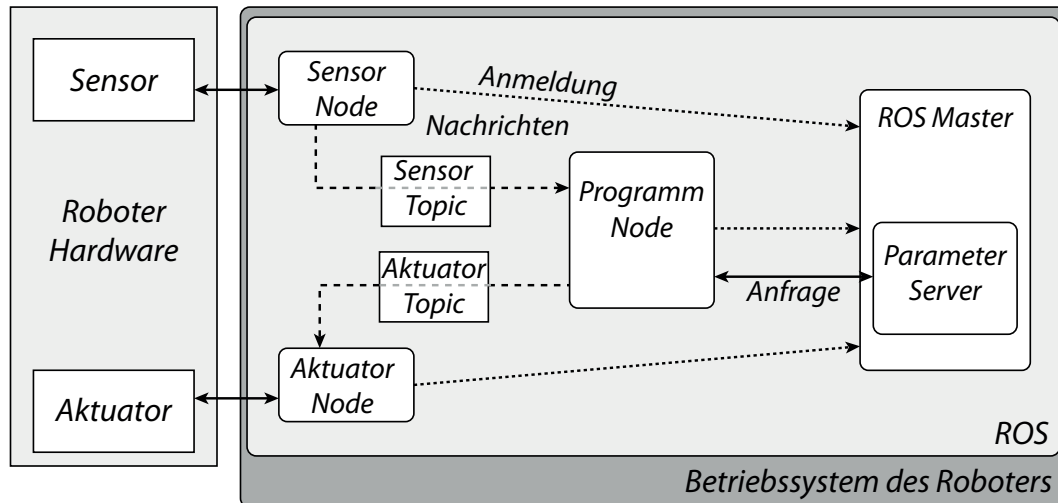 Sensor
Roboter
Hardware
Aktuator
Sensor
Node
Anmeldung
Nachrichten
Sensor
Topic
Programm
Node
Aktuator
Topic
Aktuator
Node
ROS Master
Anfrage
Parameter
Server
ROS
Betriebssystem des Roboters